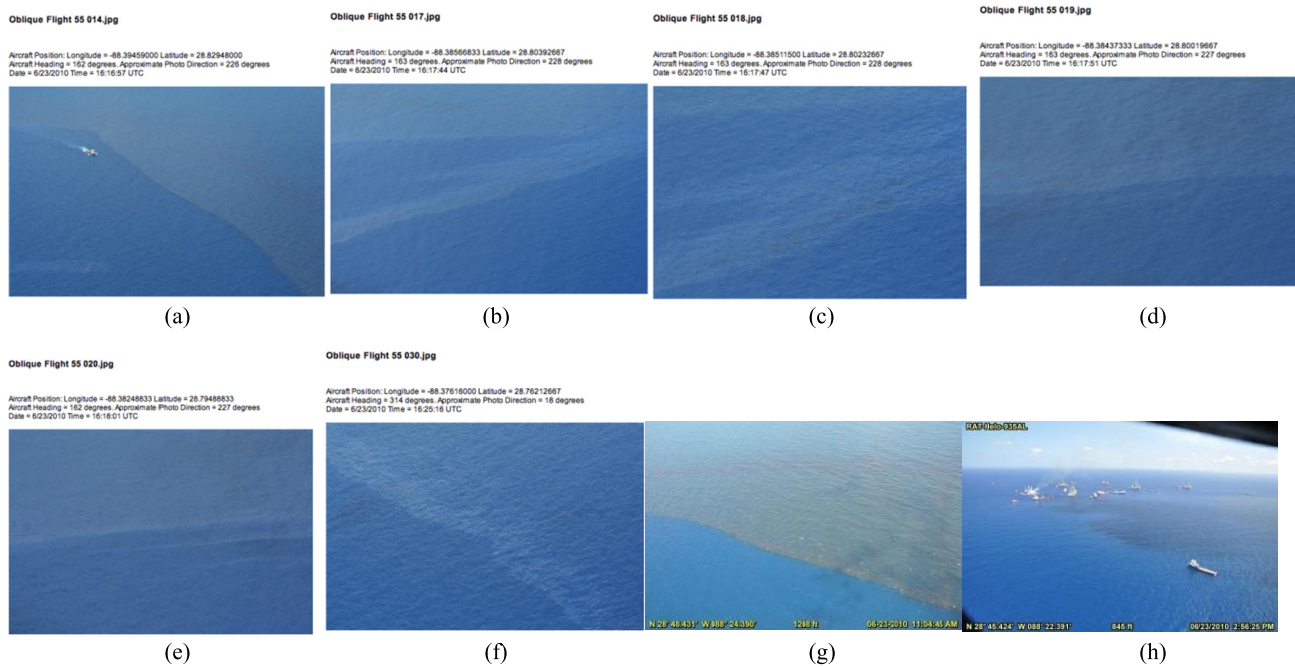 Oblique Flight 55 014.jpg
Aircraft Position: Longitude = -88.39459000 Latitude = 28.82948000
Aircraft Heading = 162 degrees. Approximate Photo Direction = 226 degrees
Date = 6/23/2010 Time = 16:16:57 UTC
(a)
Oblique Flight 55 017.jpg
Aircraft Position: Longitude = -88.38566833 Latitude = 28.80392667
Aircraft Heading = 163 degrees. Approximate Photo Direction = 228 degrees
Date = 6/23/2010 Time = 16:17:44 UTC
(b)
Oblique Flight 55 018.jpg
Aircraft Position: Longitude = -88.38511500 Latitude = 28.80232667
Aircraft Heading = 163 degrees. Approximate Photo Direction = 228 degrees
Date = 6/23/2010 Time = 16:17:47 UTC
(c)
Oblique Flight 55 019.jpg
Aircraft Position: Longitude = -88.38437333 Latitude = 28.80019667
Aircraft Heading = 163 degrees. Approximate Photo Direction = 227 degrees
Date = 6/23/2010 Time = 16:17:51 UTC
(d)
Oblique Flight 55 020.jpg
Aircraft Position: Longitude = -88.38248833 Latitude = 28.79488833
Aircraft Heading = 162 degrees. Approximate Photo Direction = 227 degrees
Date = 6/23/2010 Time = 16:18:01 UTC
(e)
Oblique Flight 55 030.jpg
Aircraft Position: Longitude = -88.37616000 Latitude = 28.76212667
Aircraft Heading = 314 degrees. Approximate Photo Direction = 18 degrees
Date = 6/23/2010 Time = 16:25:16 UTC
(f)
N 28° 48.431' W 088° 24.390' 1248 ft 06-23-2010 11:04:45 AM
(g)
RAT-Helo-935AL
N 28° 45.424' W 088° 22.391' 845 ft 06/23/2010 2:56:25 PM
(h)